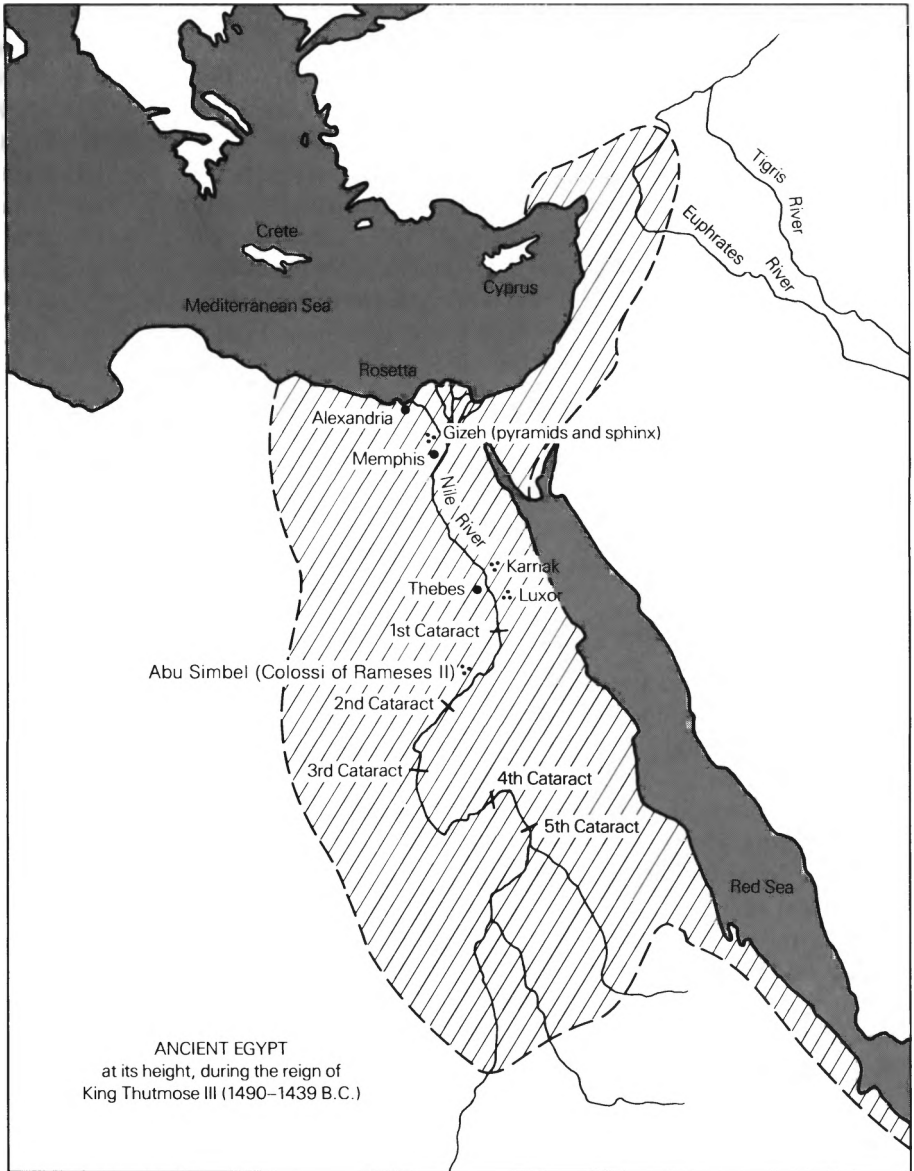 Tigris
River
Euphrates
River
Crete
Cyprus
Mediterranean Sea
Rosetta
Alexandria
Gizeh (pyramids and sphinx)
Memphis
Nile River
Karnak
Thebes
Luxor
1st Cataract
Abu Simbel (Colossi of Rameses II)
2nd Cataract
3rd Cataract
4th Cataract
5th Cataract
Red Sea
ANCIENT EGYPT
at its height, during the reign of
King Thutmose III (1490–1439 B.C.)